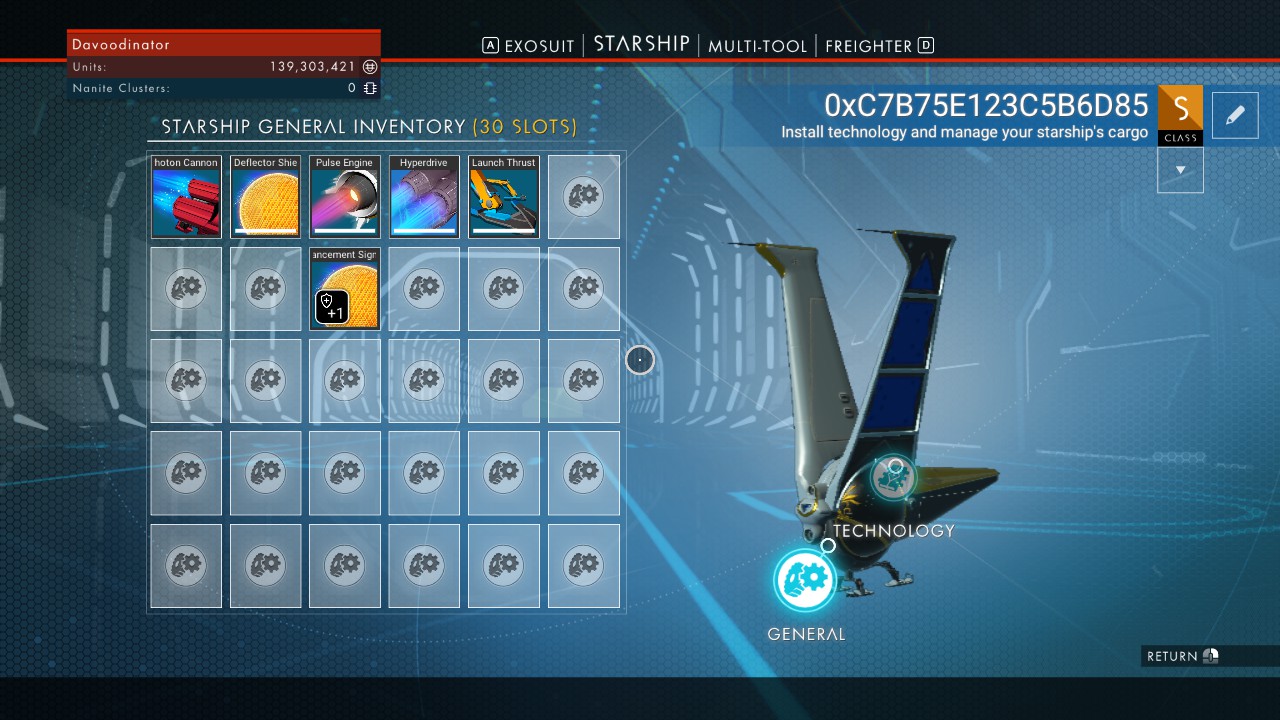 Davoodinator
Units: 139,303,421
Nanite Clusters: 0
A EXOSUIT STARSHIP MULTI-TOOL FREIGHTER D
0xC7B75E123C5B6D85
Install technology and manage your starship's cargo
S
CLASS
STARSHIP GENERAL INVENTORY (30 SLOTS)
hoton Cannon Deflector Shie Pulse Engine Hyperdrive Launch Thrust
ancement Sign
+1
TECHNOLOGY
GENERAL
RETURN